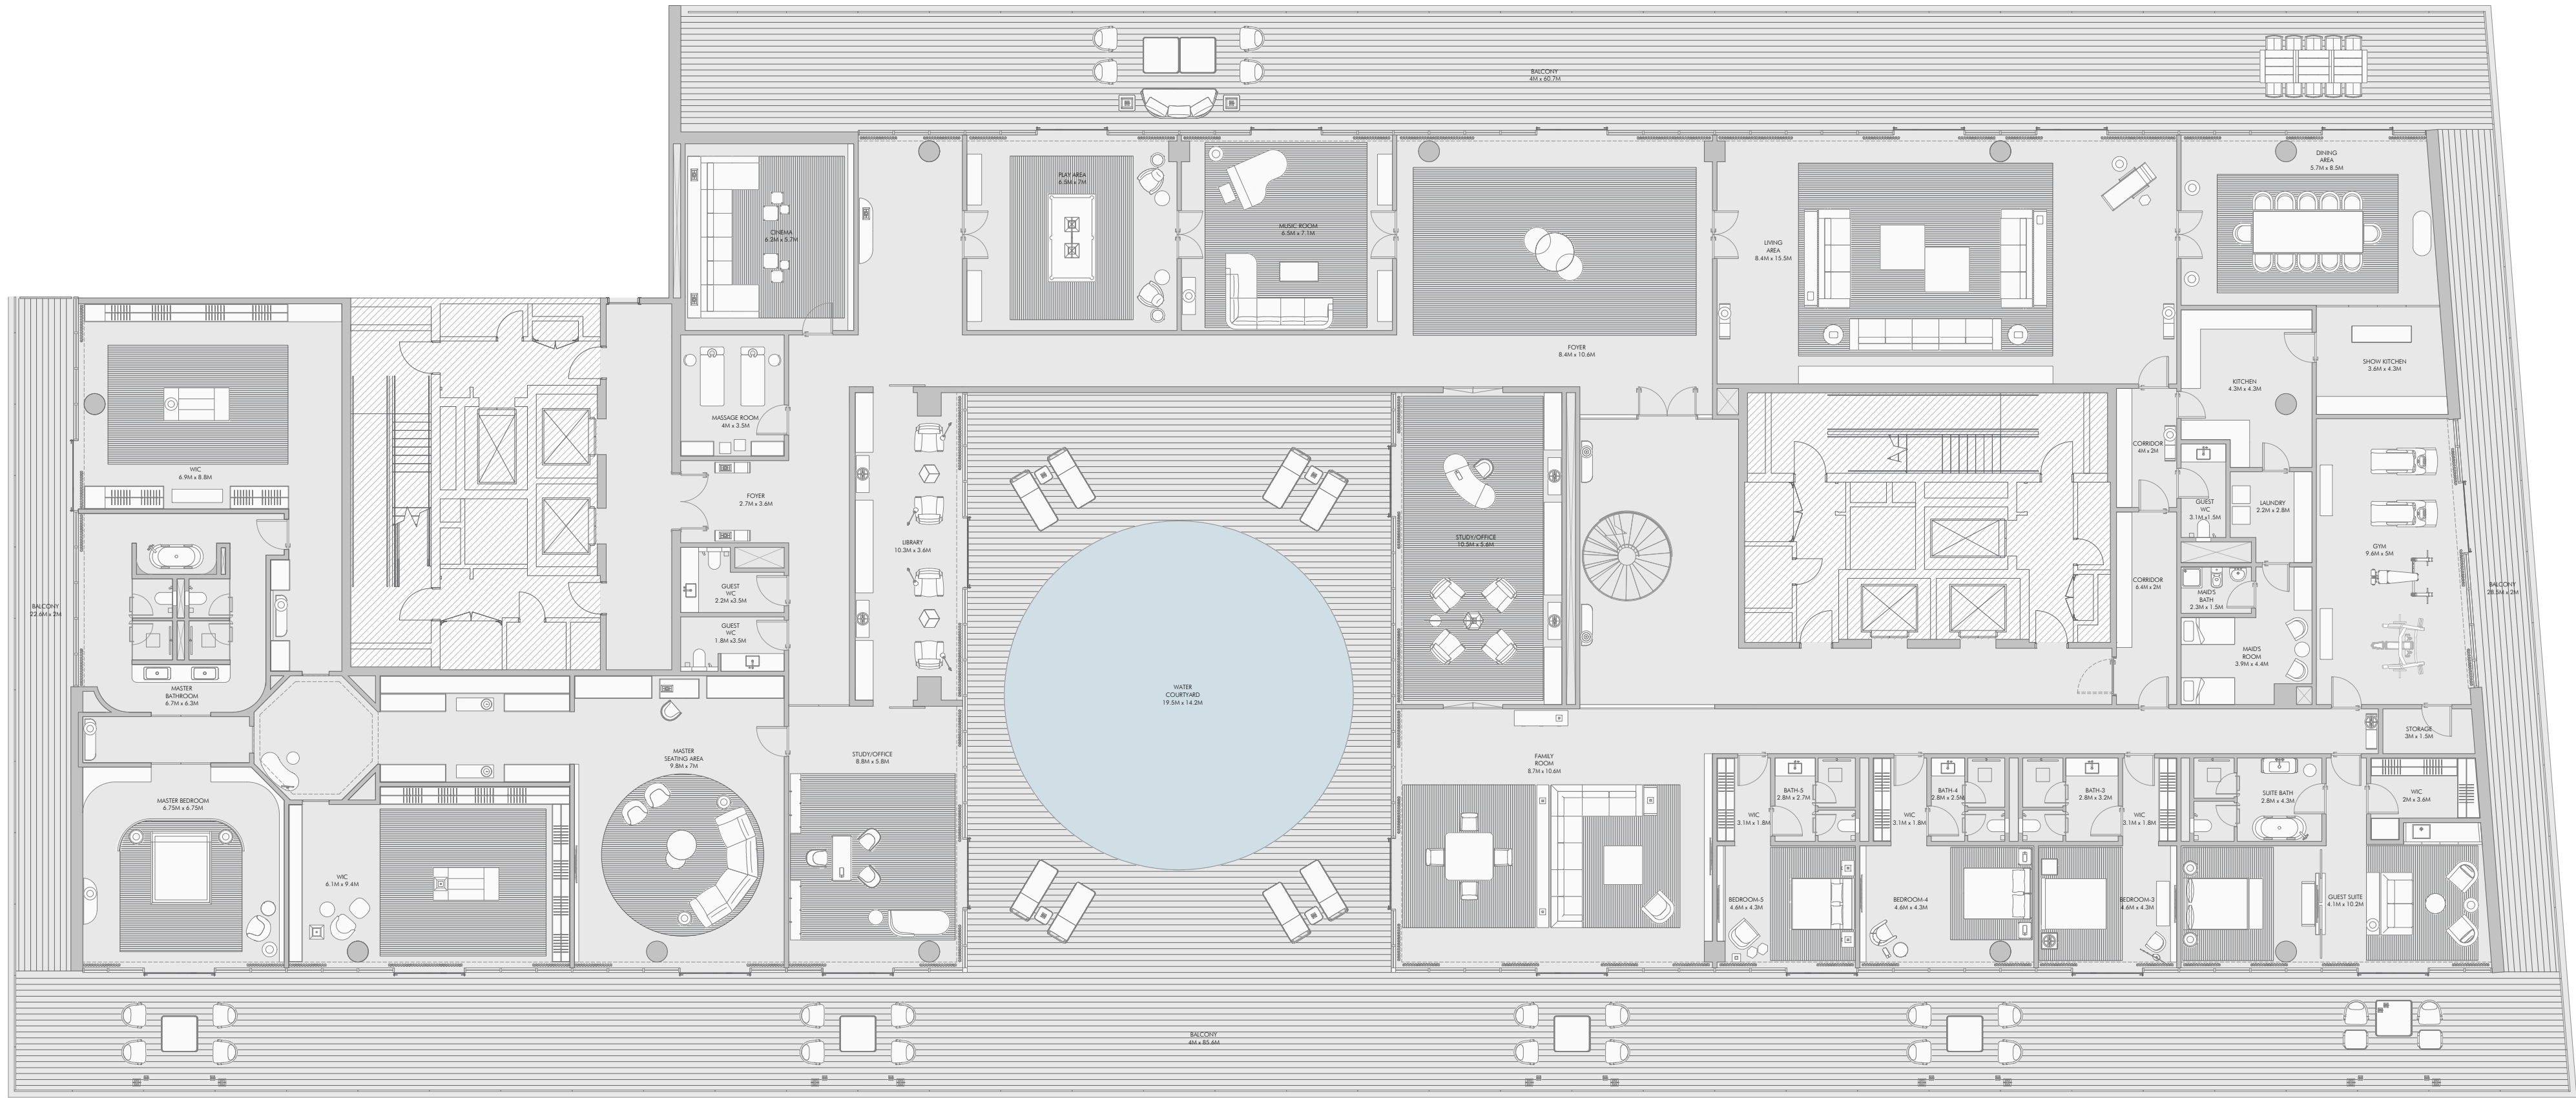 BALCONY
4M x 60.7M
DINING
AREA
5.7M x 8.5M
PLAY AREA
6.5M x 7M
CINEMA
6.2M x 5.7M
MUSIC ROOM
6.5M x 7.1M
LIVING
AREA
8.4M x 15.5M
FOYER
8.4M x 10.6M
SHOW KITCHEN
3.6M x 4.3M
KITCHEN
4.3M x 4.3M
MASSAGE ROOM
4M x 3.5M
WIC
6.9M x 8.8M
CORRIDOR
4M x 2M
FOYER
2.7M x 3.6M
GUEST
WC
3.1M x1.5M
LAUNDRY
2.2M x 2.8M
LIBRARY
10.3M x 3.6M
STUDY/OFFICE
10.5M x 5.6M
GYM
9.6M x 5M
CORRIDOR
6.4M x 2M
GUEST
WC
2.2M x3.5M
MAID'S
BATH
2.3M x 1.5M
BALCONY
28.5M x 2M
BALCONY
22.6M x 2M
GUEST
WC
1.8M x3.5M
MAID'S
ROOM
3.9M x 4.4M
MASTER
BATHROOM
6.7M x 6.3M
WATER
COURTYARD
19.5M x 14.2M
STORAGE
3M x 1.5M
MASTER
SEATING AREA
9.8M x 7M
STUDY/OFFICE
8.8M x 5.8M
FAMILY
ROOM
8.7M x 10.6M
BATH-5
2.8M x 2.7M
BATH-4
2.8M x 2.5M
BATH-3
2.8M x 3.2M
SUITE BATH
2.8M x 4.3M
WIC
2M x 3.6M
MASTER BEDROOM
6.75M x 6.75M
WIC
3.1M x 1.8M
WIC
3.1M x 1.8M
WIC
3.1M x 1.8M
WIC
6.1M x 9.4M
BEDROOM-5
4.6M x 4.3M
BEDROOM-4
4.6M x 4.3M
BEDROOM-3
4.6M x 4.3M
GUEST SUITE
4.1M x 10.2M
BALCONY
4M x 85.6M